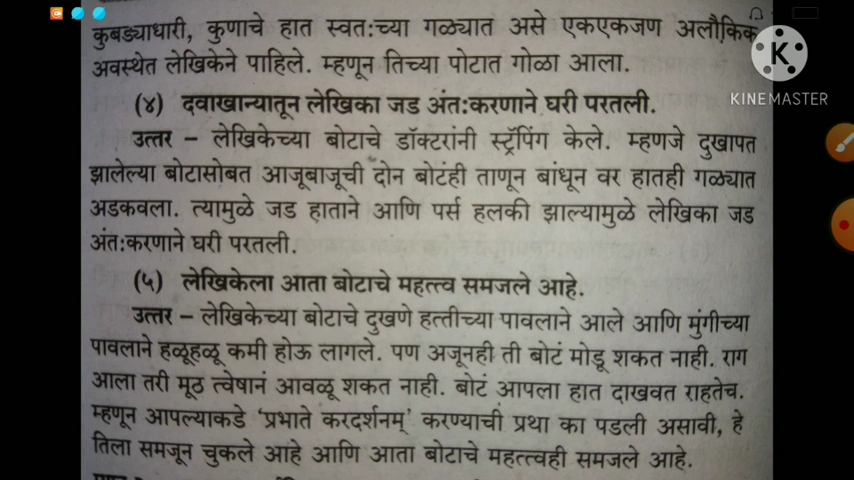 कुबड्याधारी, कुणाचे हात स्वत:च्या गळ्यात असे एकएकजण अलौकिक
अवस्थेत लेखिकेने पाहिले. म्हणून तिच्या पोटात गोळा आला.
KINEMASTER
(४) दवाखान्यातून लेखिका जड अंत:करणाने घरी परतली.
उत्तर – लेखिकेच्या बोटाचे डॉक्टरांनी स्ट्रॅपिंग केले. म्हणजे दुखापत
झालेल्या बोटासोबत आजूबाजूची दोन बोटंही ताणून बांधून वर हातही गळ्यात
अडकवला. त्यामुळे जड हाताने आणि पर्स हलकी झाल्यामुळे लेखिका जड
अंत:करणाने घरी परतली.
(५) लेखिकेला आता बोटाचे महत्त्व समजले आहे.
उत्तर – लेखिकेच्या बोटाचे दुखणे हत्तीच्या पावलाने आले आणि मुंगीच्या
पावलाने हळूहळू कमी होऊ लागले. पण अजूनही ती बोटं मोडू शकत नाही. राग
आला तरी मूठ त्वेषानं आवळू शकत नाही. बोटं आपला हात दाखवत राहतेच.
म्हणून आपल्याकडे ‘प्रभाते करदर्शनम्’ करण्याची प्रथा का पडली असावी, हे
तिला समजून चुकले आहे आणि आता बोटाचे महत्त्वही समजले आहे.